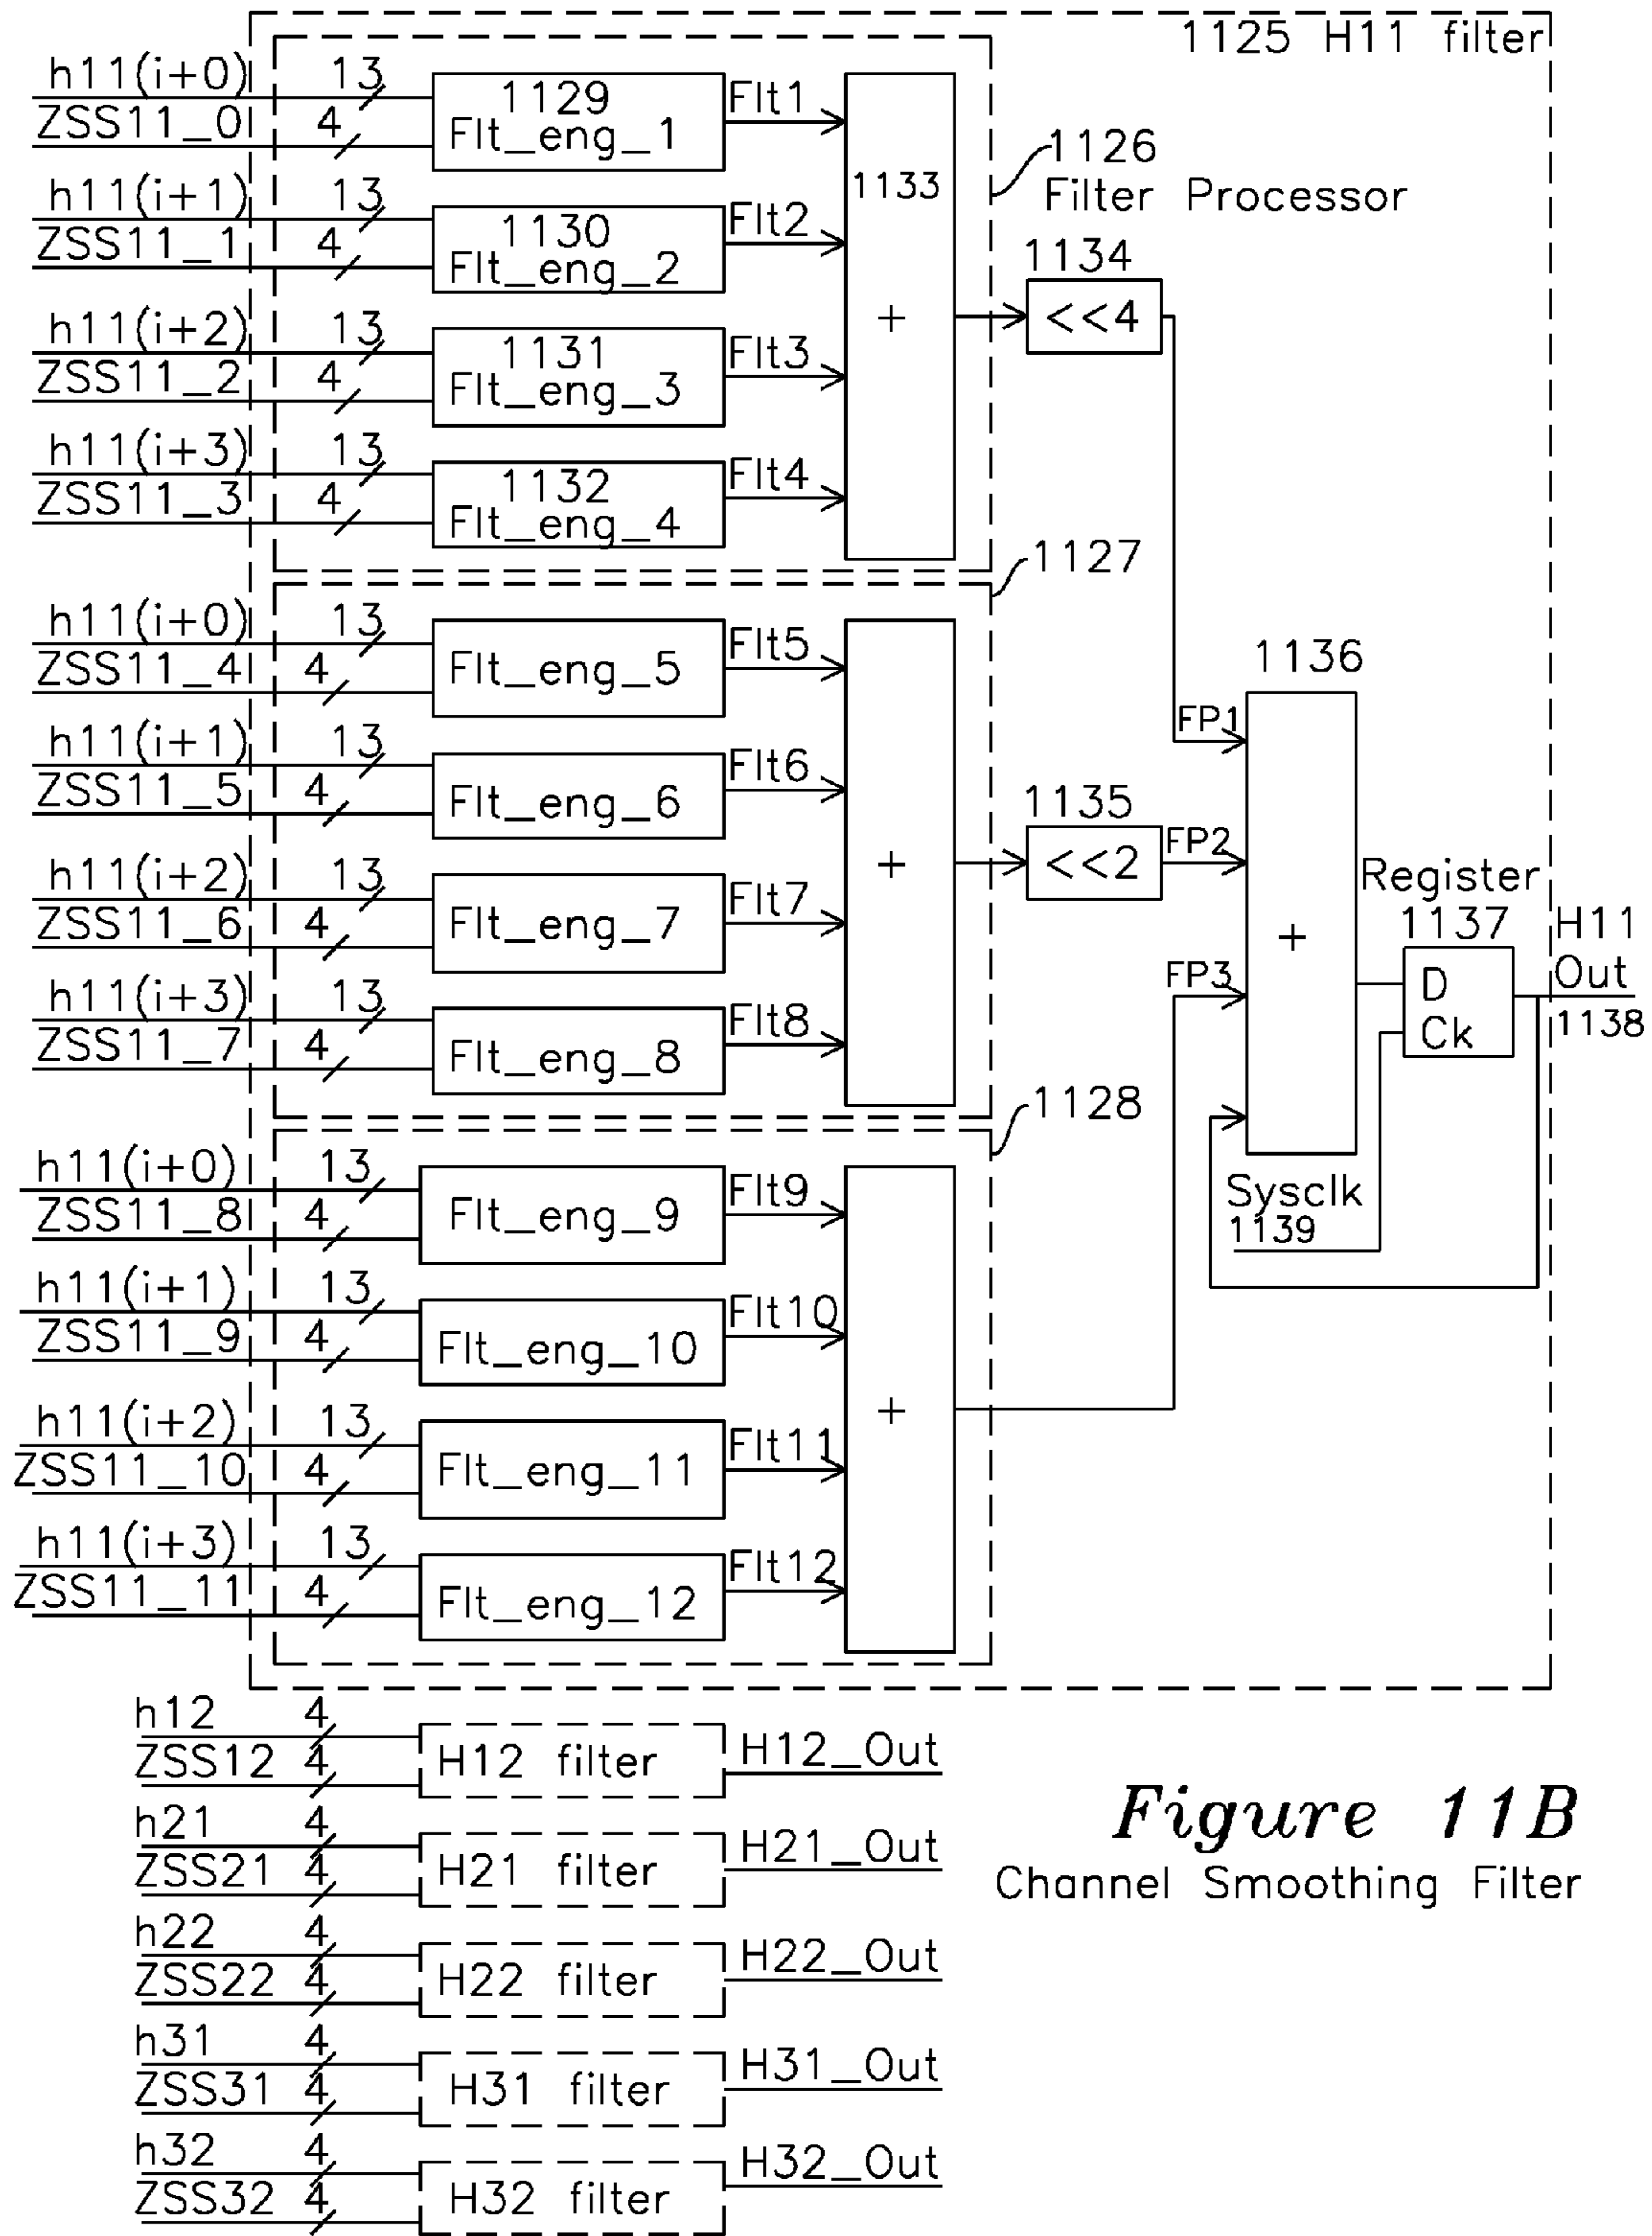 1125 H11 filter
h11(i+0) 13 1129 Flt1
ZSS11_0 4 Flt_eng_1
1126
Filter Processor
1133
h11(i+1) 13 1130 Flt2
ZSS11_1 4 Flt_eng_2
1134
<<4
+
h11(i+2) 13 1131 Flt3
ZSS11_2 4 Flt_eng_3
h11(i+3) 13 1132 Flt4
ZSS11_3 4 Flt_eng_4
1127
h11(i+0) 13 Flt5
ZSS11_4 4 Flt_eng_5
1136
FP1
h11(i+1) 13 Flt6
ZSS11_5 4 Flt_eng_6
1135
<<2 FP2
+
+
h11(i+2) 13 Flt7
ZSS11_6 4 Flt_eng_7
Register
1137
H11
Out
1138
FP3
D
Ck
h11(i+3) 13 Flt8
ZSS11_7 4 Flt_eng_8
1128
h11(i+0) 13 Flt9
ZSS11_8 4 Flt_eng_9
Sysclk
1139
h11(i+1) 13 Flt10
ZSS11_9 4 Flt_eng_10
+
h11(i+2) 13 Flt11
ZSS11_10 4 Flt_eng_11
h11(i+3) 13 Flt12
ZSS11_11 4 Flt_eng_12
h12 4
ZSS12 4 H12 filter H12_Out
h21 4
ZSS21 4 H21 filter H21_Out
h22 4
ZSS22 4 H22 filter H22_Out
h31 4
ZSS31 4 H31 filter H31_Out
h32 4
ZSS32 4 H32 filter H32_Out
Figure 11B
Channel Smoothing Filter